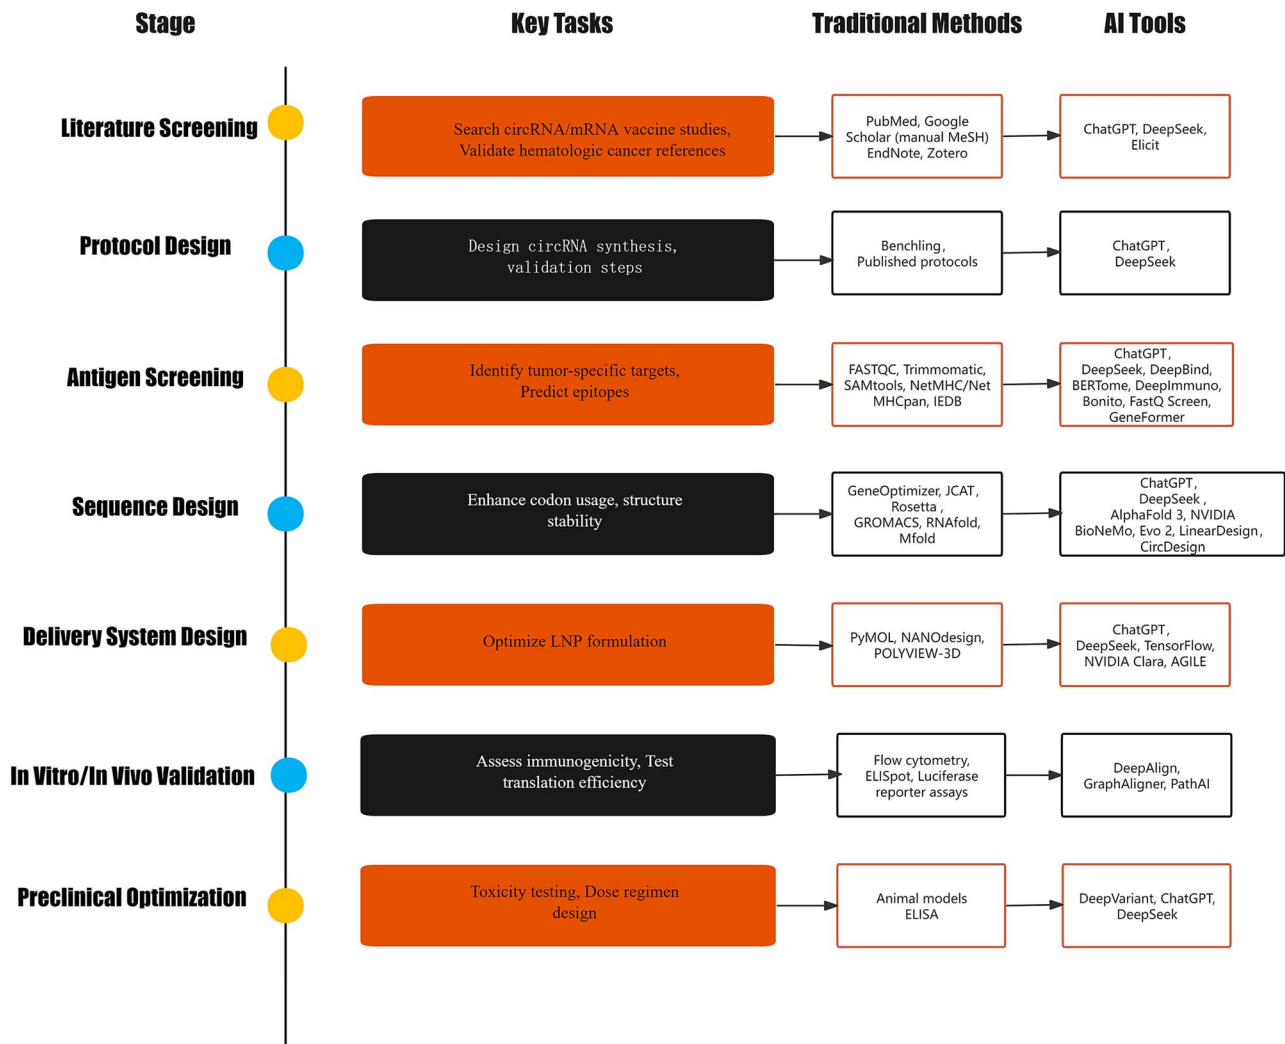 Stage
Key Tasks
Traditional Methods
AI Tools
Literature Screening
Search circRNA/mRNA vaccine studies,
Validate hematologic cancer references
PubMed, Google
Scholar (manual MeSH)
EndNote, Zotero
ChatGPT, DeepSeek,
Elicit
Protocol Design
Design circRNA synthesis,
validation steps
Benchling,
Published protocols
ChatGPT,
DeepSeek
Antigen Screening
Identify tumor-specific targets,
Predict epitopes
FASTQC, Trimmomatic,
SAMtools, NetMHC/Net
MHCpan, IEDB
ChatGPT,
DeepSeek, DeepBind,
BERTome, DeepImmuno,
Bonito, FastQ Screen,
GeneFormer
Sequence Design
Enhance codon usage, structure
stability
GeneOptimizer, JCAT,
Rosetta ,
GROMACS, RNAfold,
Mfold
ChatGPT,
DeepSeek ,
AlphaFold 3, NVIDIA
BioNeMo, Evo 2, LinearDesign,
CircDesign
Delivery System Design
Optimize LNP formulation
PyMOL, NANOdesign,
POLYVIEW-3D
ChatGPT,
DeepSeek, TensorFlow,
NVIDIA Clara, AGILE
In Vitro/In Vivo Validation
Assess immunogenicity, Test
translation efficiency
Flow cytometry,
ELISpot, Luciferase
reporter assays
DeepAlign,
GraphAligner, PathAI
Preclinical Optimization
Toxicity testing, Dose regimen
design
Animal models
ELISA
DeepVariant, ChatGPT,
DeepSeek